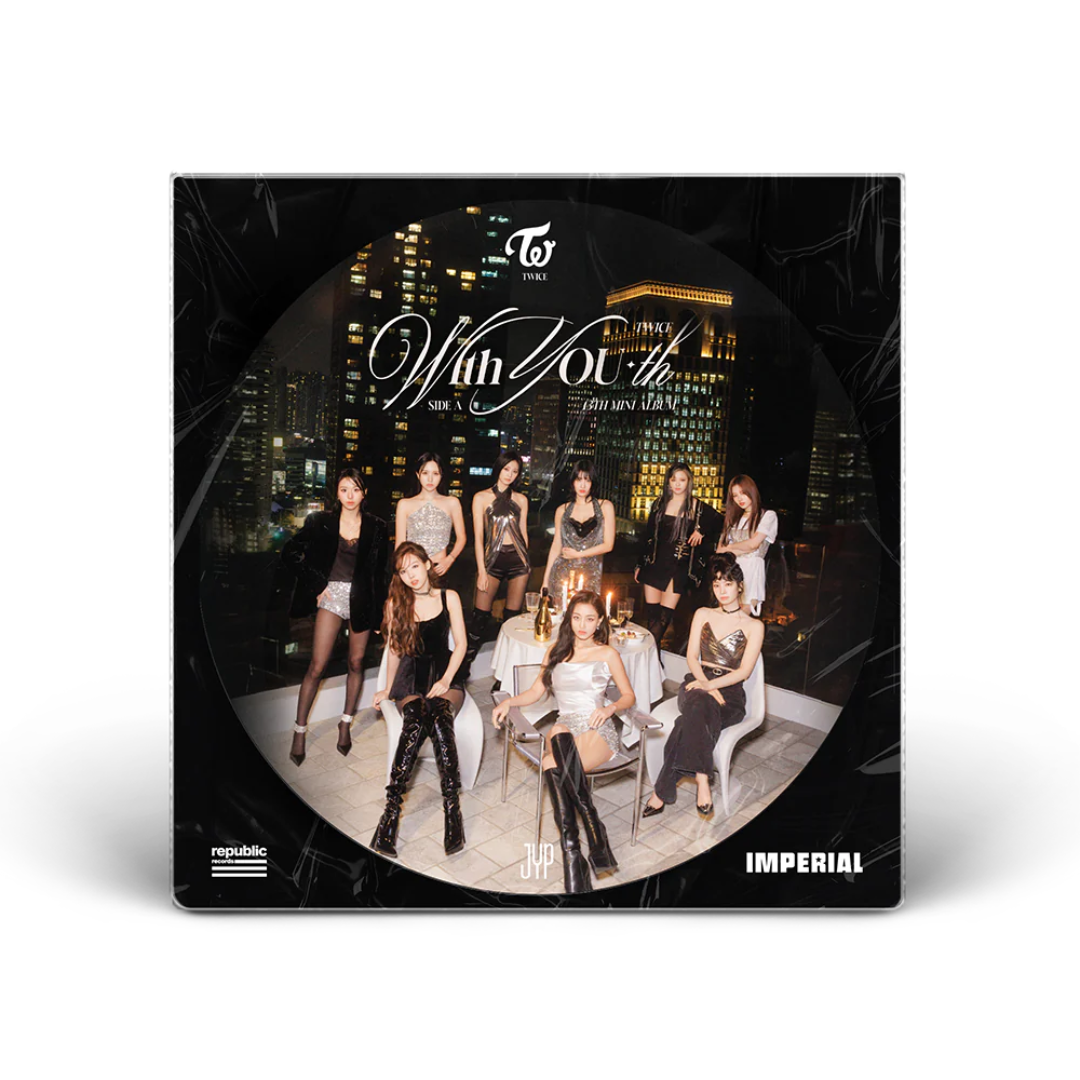 TWICE
TWICE
With YOU-th
SIDE A
13TH MINI ALBUM
republic
records
JYP
IMPERIAL